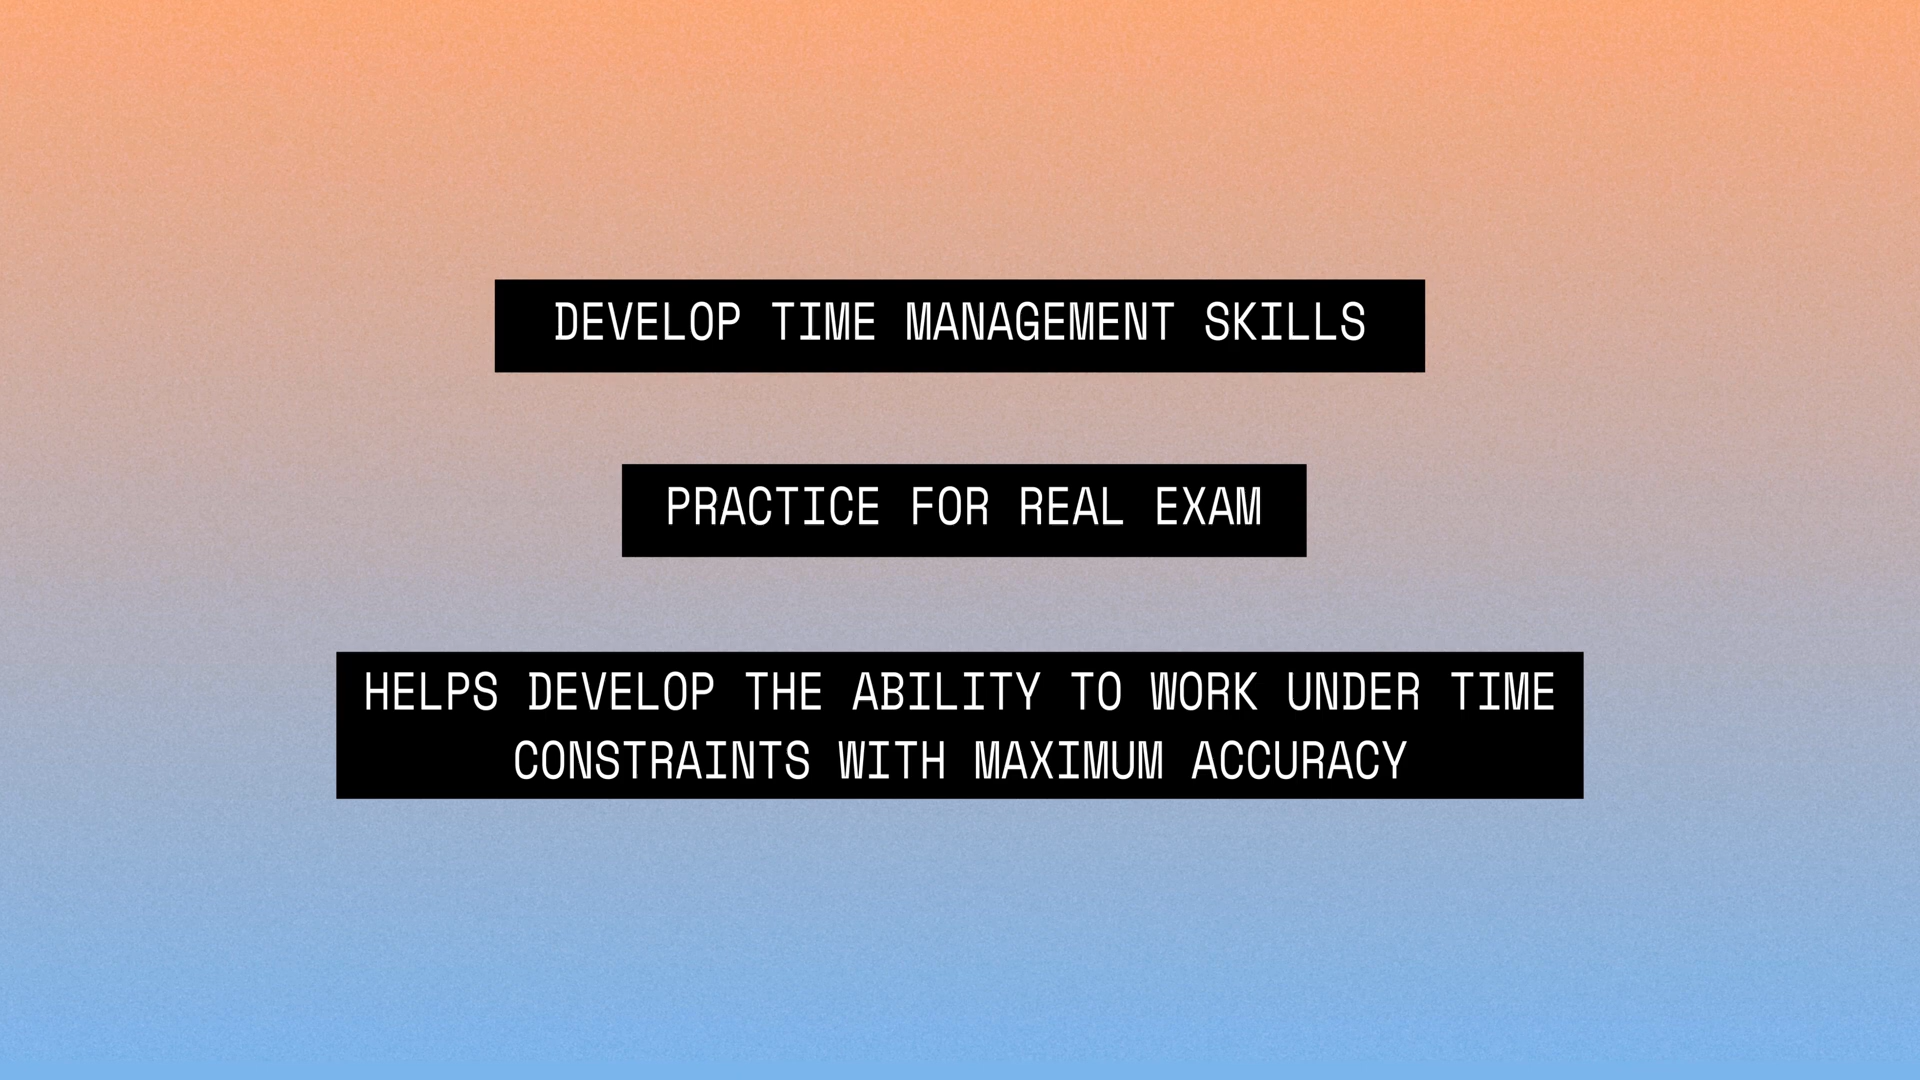 DEVELOP TIME MANAGEMENT SKILLS
PRACTICE FOR REAL EXAM
HELPS DEVELOP THE ABILITY TO WORK UNDER TIME
CONSTRAINTS WITH MAXIMUM ACCURACY